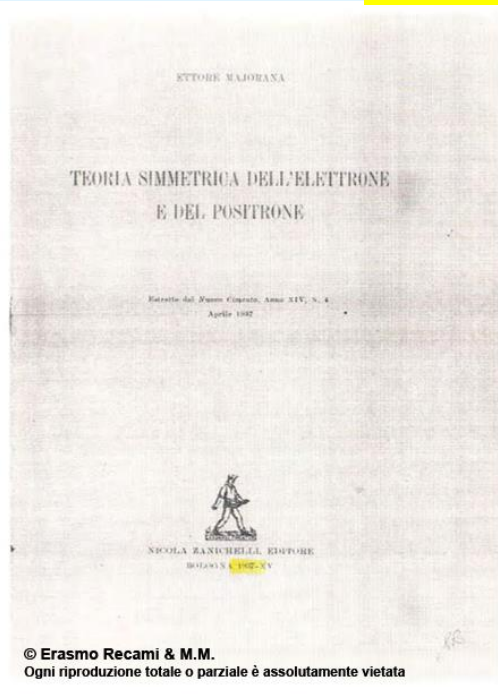 ETTORE MAJORANA
TEORIA SIMMETRICA DELL'ELETTRONE
E DEL POSITRONE
Estratto dal Nuovo Cimento, Anno XIV, N. 4
Aprile 1937
NICOLA ZANICHELLI, EDITORE
BOLOGNA 1937-XV
© Erasmo Recami & M.M.
Ogni riproduzione totale o parziale è assolutamente vietata